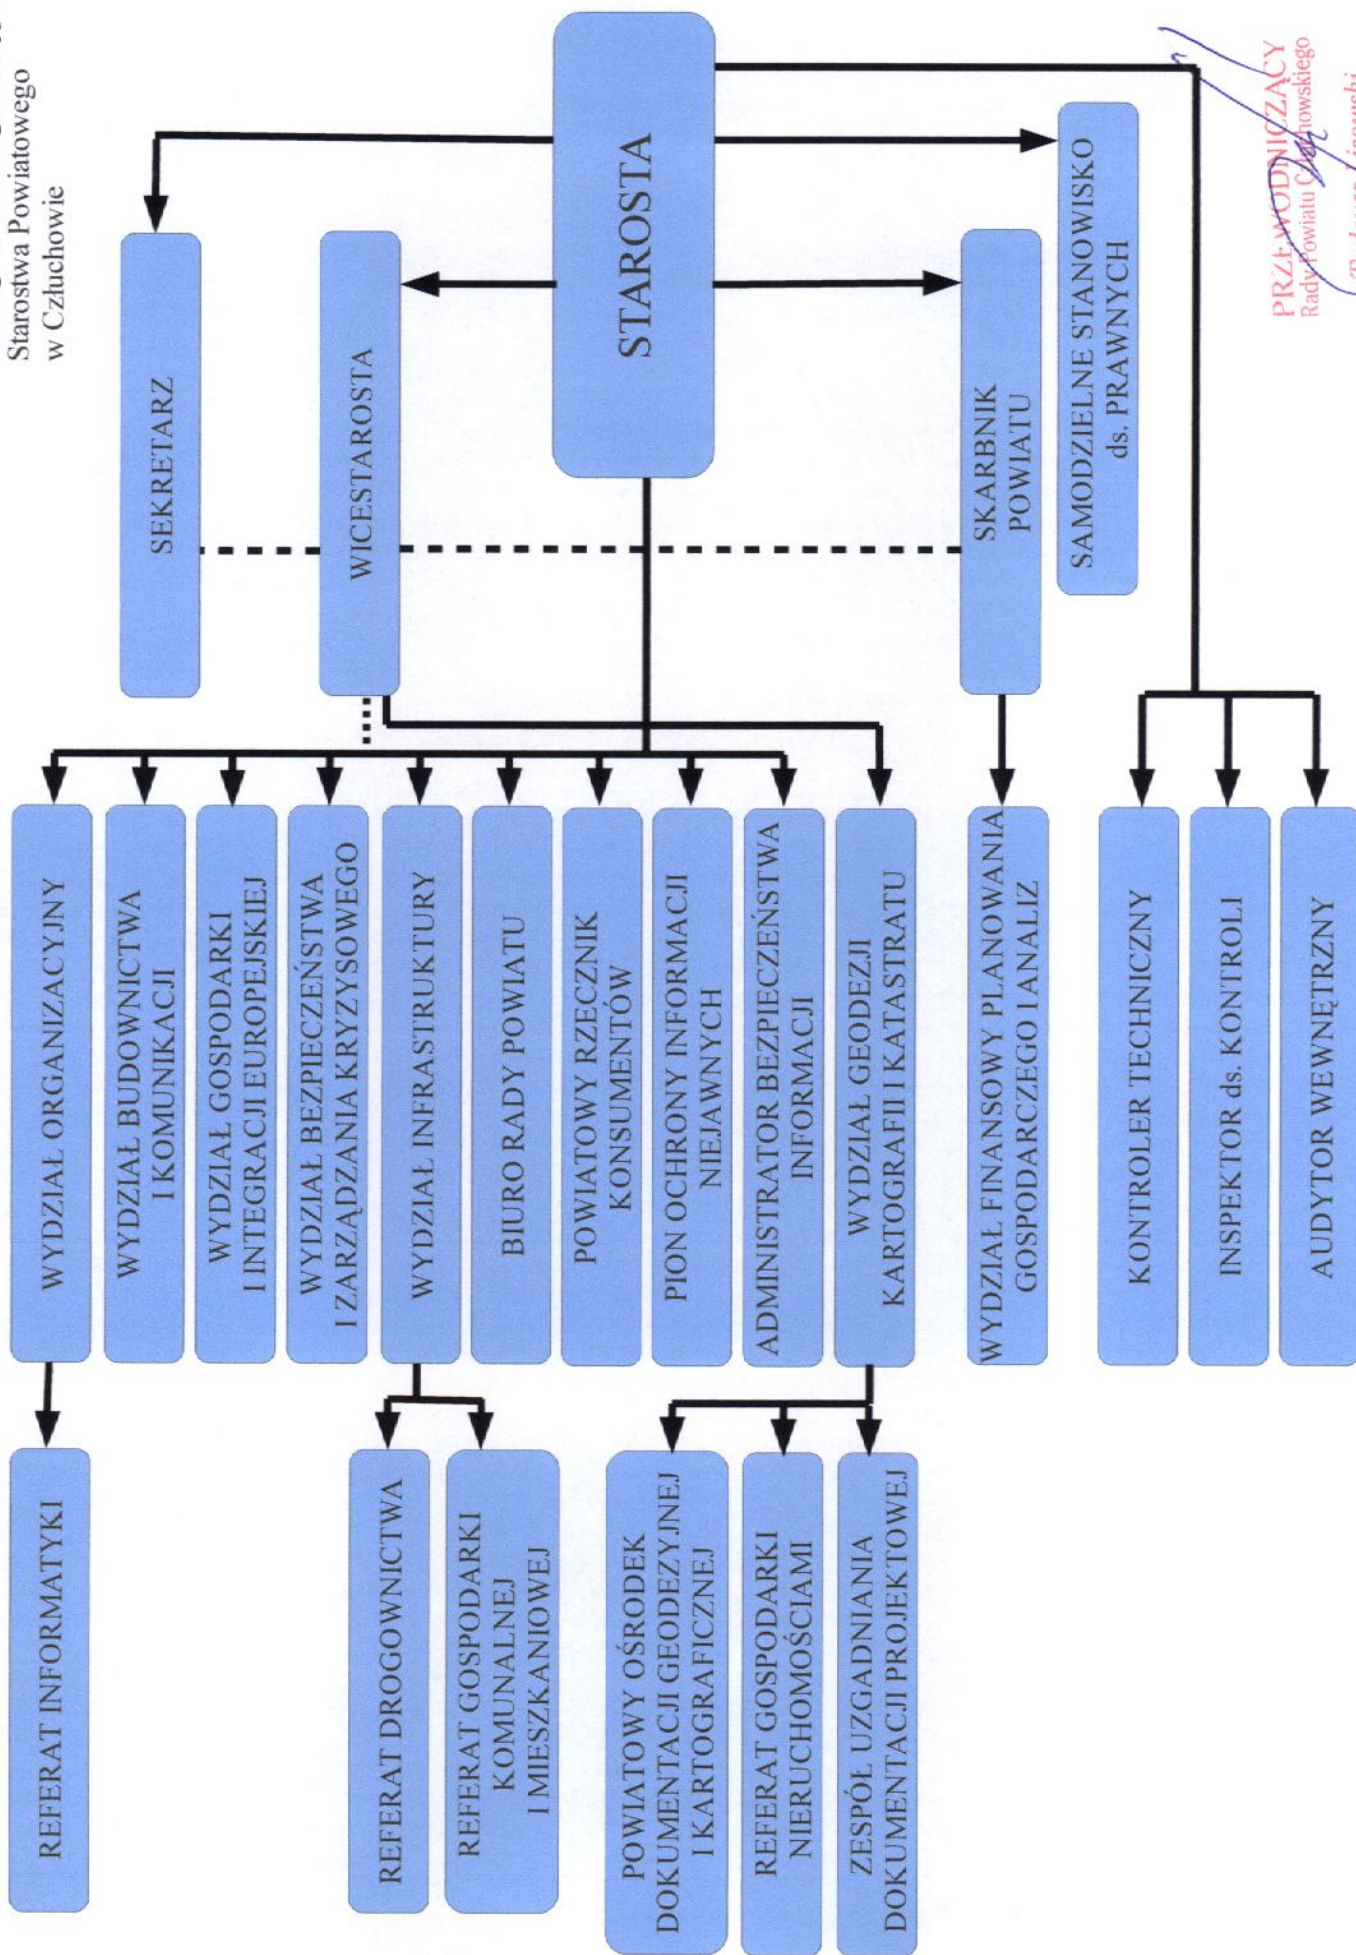 Starostwa Powiatowego
w Człuchowie
STAROSTA
SEKRETARZ
WICESTAROSTA
SKARBNIK
POWIATU
SAMODZIELNE STANOWISKO
ds. PRAWNYCH
WYDZIAŁ ORGANIZACYJNY
WYDZIAŁ BUDOWNICTWA
I KOMUNIKACJI
WYDZIAŁ GOSPODARKI
I INTEGRACJI EUROPEJSKIEJ
WYDZIAŁ BEZPIECZEŃSTWA
I ZARZĄDZANIA KRYZYSOWEGO
WYDZIAŁ INFRASTRUKTURY
BIURO RADY POWIATU
POWIATOWY RZECZNIK
KONSUMENTÓW
PION OCHRONY INFORMACJI
NIEJAWNYCH
ADMINISTRATOR BEZPIECZEŃSTWA
INFORMACJI
WYDZIAŁ GEODEZJI
KARTOGRAFII I KATASTRATU
WYDZIAŁ FINANSOWY PLANOWANIA
GOSPODARCZEGO I ANALIZ
KONTROLER TECHNICZNY
INSPEKTOR ds. KONTROLI
AUDYTOR WEWNĘTRZNY
REFERAT INFORMATYKI
REFERAT DROGOWNICTWA
REFERAT GOSPODARKI
KOMUNALNEJ
I MIESZKANIOWEJ
POWIATOWY OŚRODEK
DOKUMENTACJI GEODEZYJNEJ
I KARTOGRAFICZNEJ
REFERAT GOSPODARKI
NIERUCHOMOŚCIAMI
ZESPÓŁ UZGADNIANIA
DOKUMENTACJI PROJEKTOWEJ
PRZEWODNICZĄCY
Rady Powiatu Człuchowskiego
Lisowski